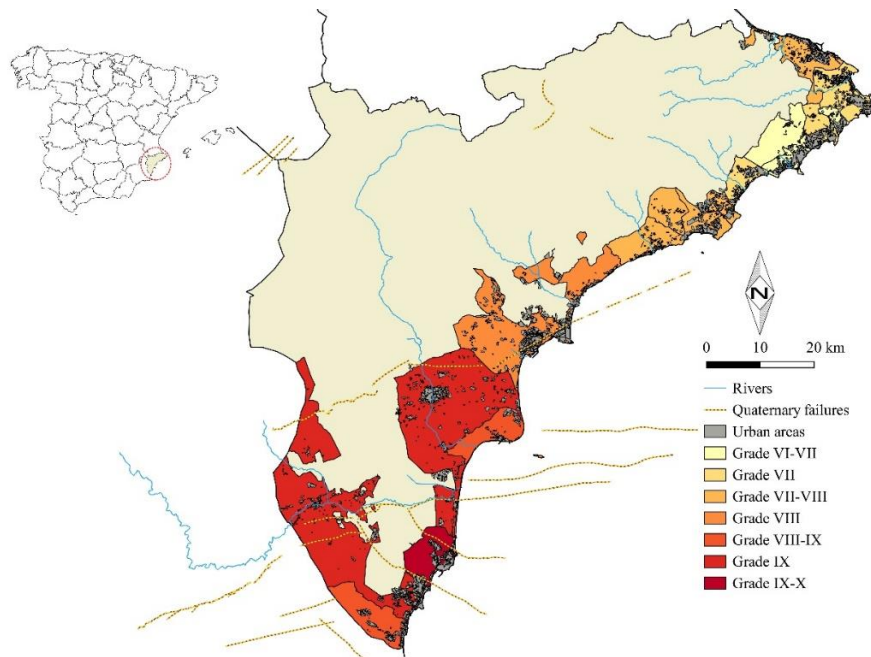 N
0 10 20 km
Rivers
Quaternary failures
Urban areas
Grade VI-VII
Grade VII
Grade VII-VIII
Grade VIII
Grade VIII-IX
Grade IX
Grade IX-X